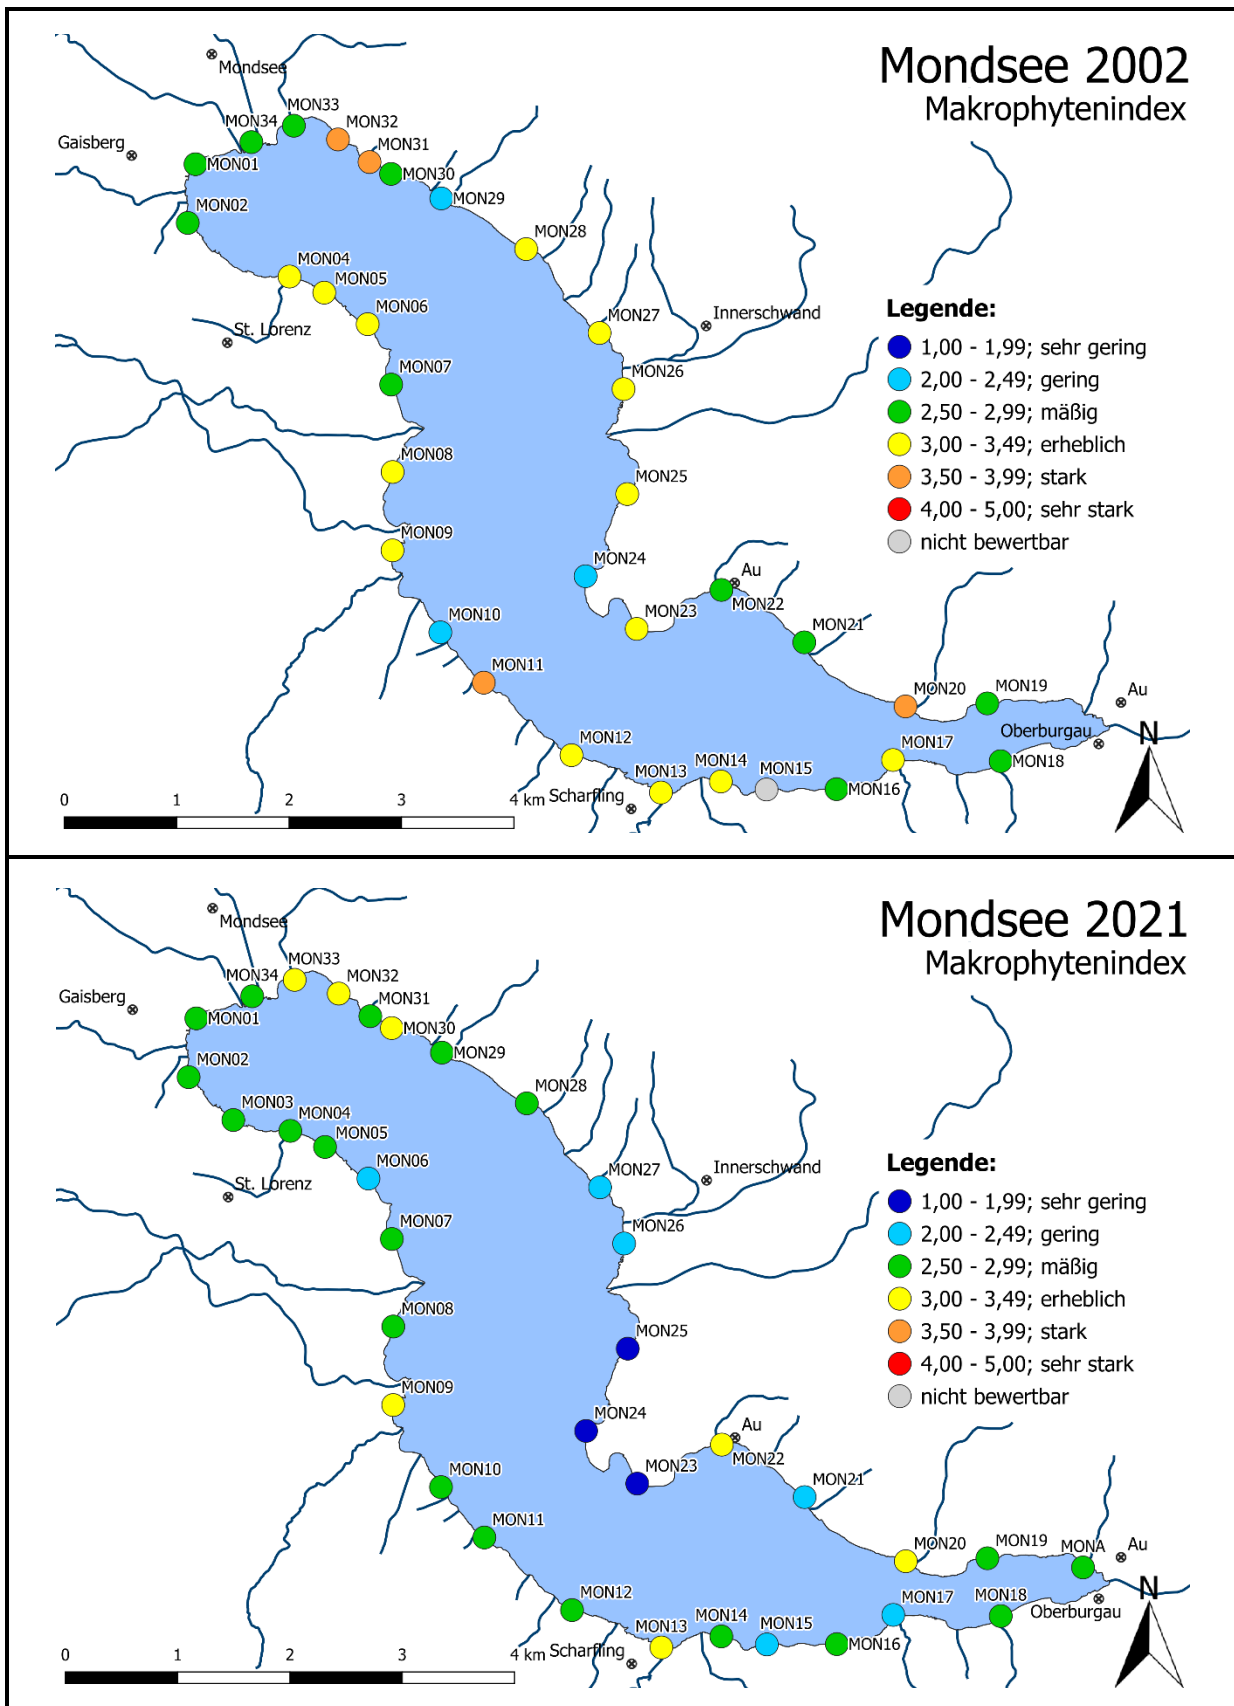 Mondsee 2002
Makrophytenindex
Mondsee
MON33
MON34
MON32
Gaisberg
MON31
MON01
MON30
MON29
MON02
MON28
MON04
MON05
MON06
MON27
Innerschwand
St. Lorenz
MON07
MON26
Legende:
1,00 - 1,99; sehr gering
2,00 - 2,49; gering
2,50 - 2,99; mäßig
3,00 - 3,49; erheblich
3,50 - 3,99; stark
4,00 - 5,00; sehr stark
nicht bewertbar
MON08
MON25
MON09
MON24
Au
MON22
MON10
MON23
MON21
MON11
MON20
MON19
Au
MON12
MON17
Oberburgau
N
MON13
MON14
MON15
MON18
MON16
Scharfling
0
1
2
3
4 km
Mondsee 2021
Makrophytenindex
Mondsee
MON33
MON34
MON32
Gaisberg
MON31
MON01
MON30
MON29
MON02
MON28
MON03
MON04
MON05
MON06
MON27
Innerschwand
St. Lorenz
MON07
MON26
Legende:
1,00 - 1,99; sehr gering
2,00 - 2,49; gering
2,50 - 2,99; mäßig
3,00 - 3,49; erheblich
3,50 - 3,99; stark
4,00 - 5,00; sehr stark
nicht bewertbar
MON08
MON25
MON09
MON24
Au
MON22
MON10
MON23
MON21
MON11
MON20
MON19
MONA
Au
MON12
MON17
MON18
Oberburgau
N
MON13
MON14
MON15
MON16
Scharfling
0
1
2
3
4 km